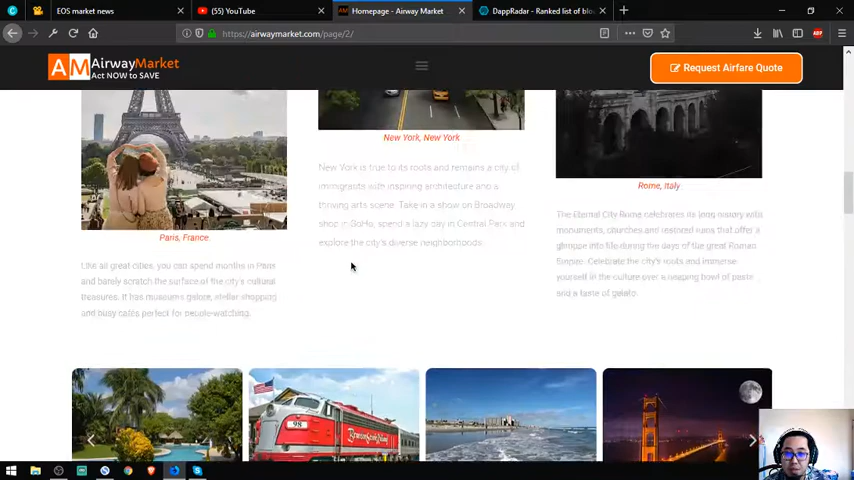 EOS market news
(55) YouTube
Homepage - Airway Market
DappRadar - Ranked list of blo
https://airwaymarket.com/page/2/
AM AirwayMarket
Act NOW to SAVE
Request Airfare Quote
New York, New York
Rome, Italy
New York is true to its roots and remains a city of
immigrants with inspiring architecture and a
thriving arts scene. Take in a show on Broadway
shop in SoHo, spend a lazy day in Central Park and
explore the city's diverse neighborhoods.
Paris, France
The Eternal City Rome celebrates its long history with
monuments, churches and restored ruins that offer a
glimpse into life during the days of the great Roman
Empire. Celebrate the city's roots and immerse
yourself in the culture over a heaping bowl of pasta
and a taste of gelato.
Like all great cities, you can spend months in Paris
and barely scratch the surface of the city's cultural
treasures. It has museums galore, stellar shopping
and busy cafés perfect for people-watching.
98